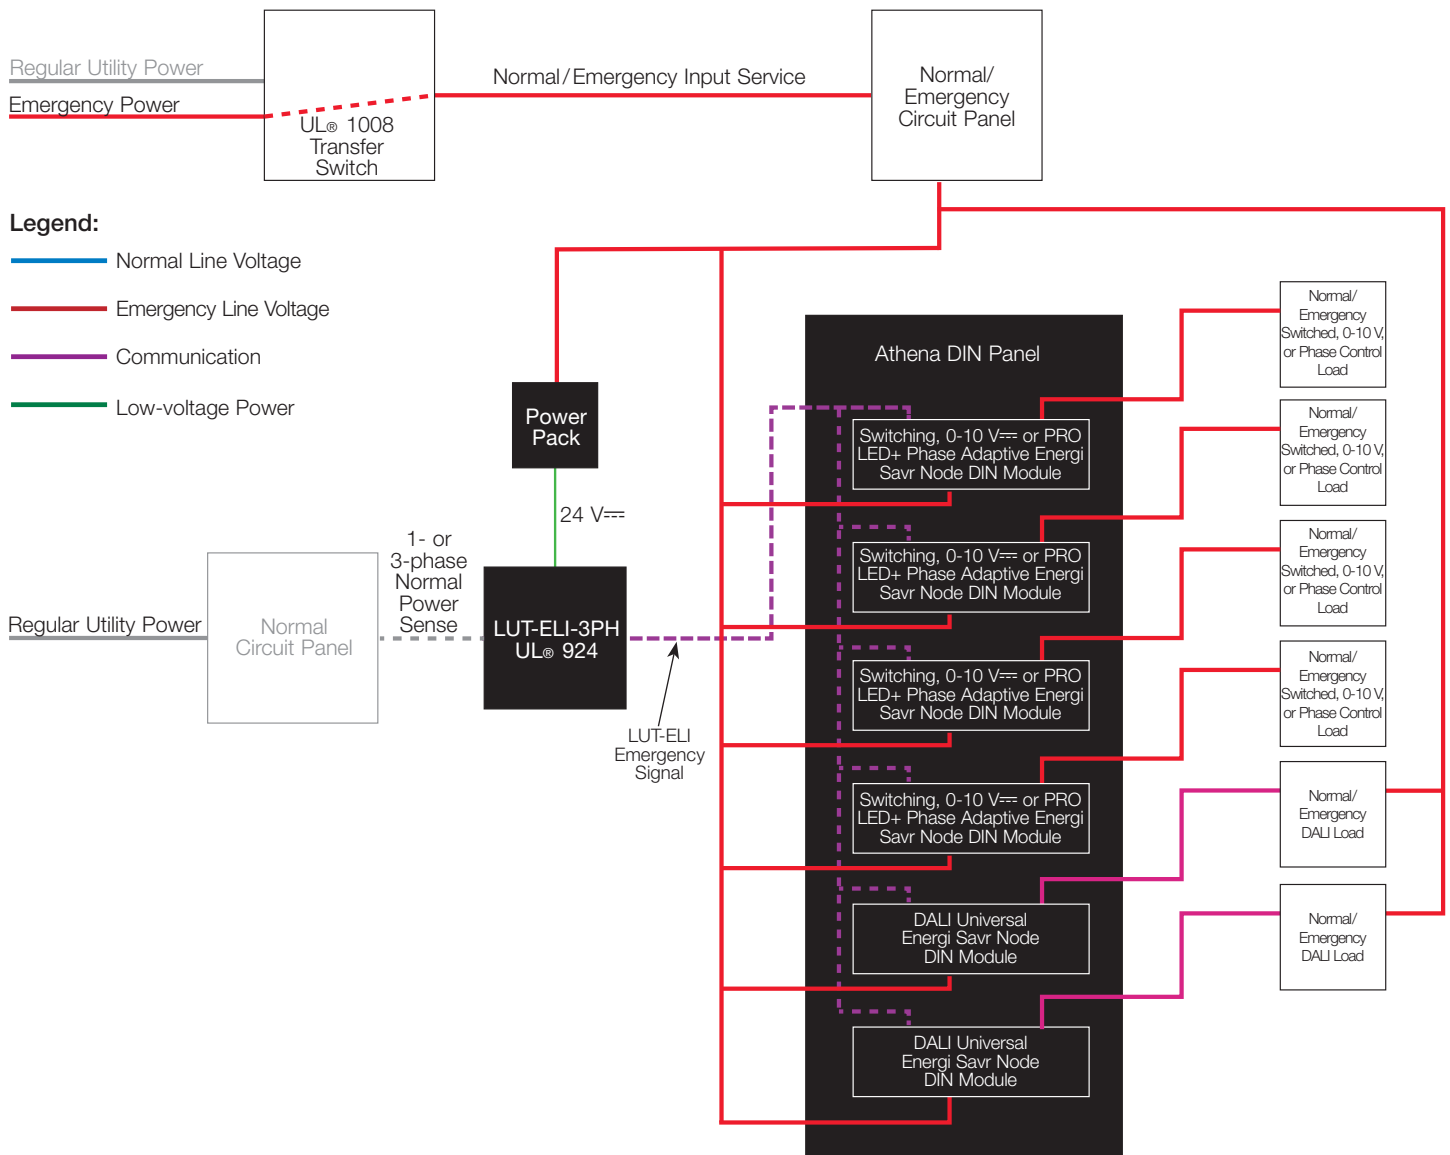 Regular Utility Power
Emergency Power
UL® 1008
Transfer
Switch
Normal/Emergency Input Service
Normal/
Emergency
Circuit Panel
Legend:
Normal Line Voltage
Emergency Line Voltage
Communication
Low-voltage Power
Power
Pack
24 V⎓
1- or
3-phase
Normal
Power
Sense
Regular Utility Power
Normal
Circuit Panel
LUT-ELI-3PH
UL® 924
LUT-ELI
Emergency
Signal
Athena DIN Panel
Switching, 0-10 V⎓ or PRO
LED+ Phase Adaptive Energi
Savr Node DIN Module
Switching, 0-10 V⎓ or PRO
LED+ Phase Adaptive Energi
Savr Node DIN Module
Switching, 0-10 V⎓ or PRO
LED+ Phase Adaptive Energi
Savr Node DIN Module
Switching, 0-10 V⎓ or PRO
LED+ Phase Adaptive Energi
Savr Node DIN Module
DALI Universal
Energi Savr Node
DIN Module
DALI Universal
Energi Savr Node
DIN Module
Normal/
Emergency
Switched, 0-10 V,
or Phase Control
Load
Normal/
Emergency
Switched, 0-10 V,
or Phase Control
Load
Normal/
Emergency
Switched, 0-10 V,
or Phase Control
Load
Normal/
Emergency
Switched, 0-10 V,
or Phase Control
Load
Normal/
Emergency
DALI Load
Normal/
Emergency
DALI Load